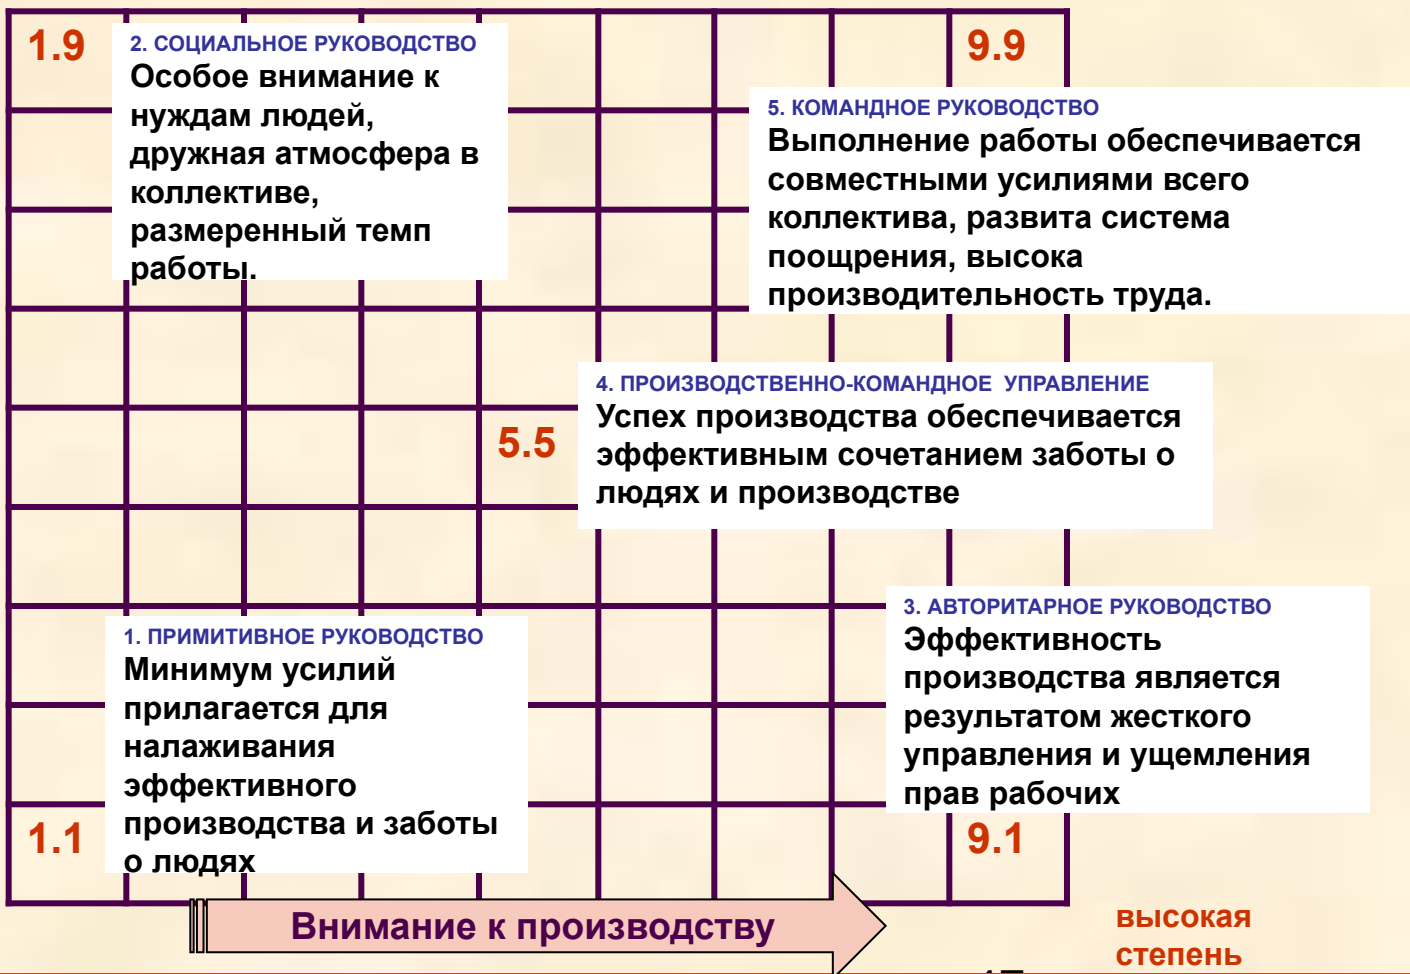 1.9
2. СОЦИАЛЬНОЕ РУКОВОДСТВО
Особое внимание к
нуждам людей,
дружная атмосфера в
коллективе,
размеренный темп
работы.
9.9
5. КОМАНДНОЕ РУКОВОДСТВО
Выполнение работы обеспечивается
совместными усилиями всего
коллектива, развита система
поощрения, высока
производительность труда.
4. ПРОИЗВОДСТВЕННО-КОМАНДНОЕ УПРАВЛЕНИЕ
5.5
Успех производства обеспечивается
эффективным сочетанием заботы о
людях и производстве
3. АВТОРИТАРНОЕ РУКОВОДСТВО
Эффективность
производства является
результатом жесткого
управления и ущемления
прав рабочих
1. ПРИМИТИВНОЕ РУКОВОДСТВО
Минимум усилий
прилагается для
налаживания
эффективного
производства и заботы
о людях
1.1
9.1
Внимание к производству
высокая
степень